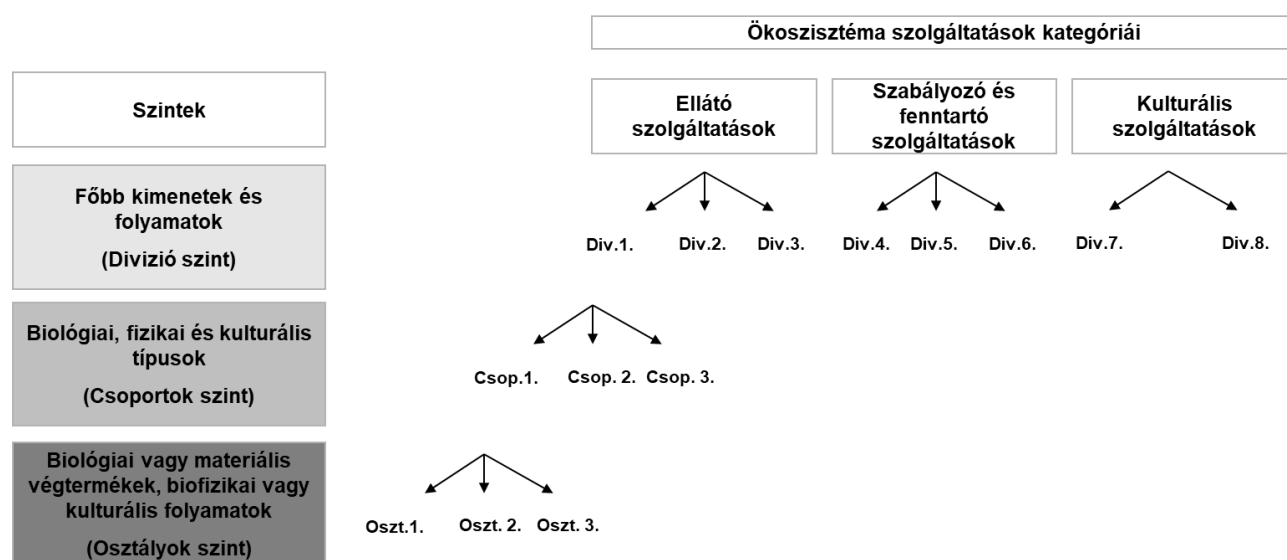 Ökoszisztéma szolgáltatások kategóriái
Szintek
Ellátó
szolgáltatások
Szabályozó és
fenntartó
szolgáltatások
Kulturális
szolgáltatások
Főbb kimenetek és
folyamatok
(Divizió szint)
Div.1. Div.2. Div.3. Div.4. Div.5. Div.6. Div.7. Div.8.
Biológiai, fizikai és kulturális
típusok
(Csoportok szint)
Csop.1. Csop. 2. Csop. 3.
Biológiai vagy materiális
végtermékek, biofizikai vagy
kulturális folyamatok
(Osztályok szint)
Oszt.1. Oszt. 2. Oszt. 3.